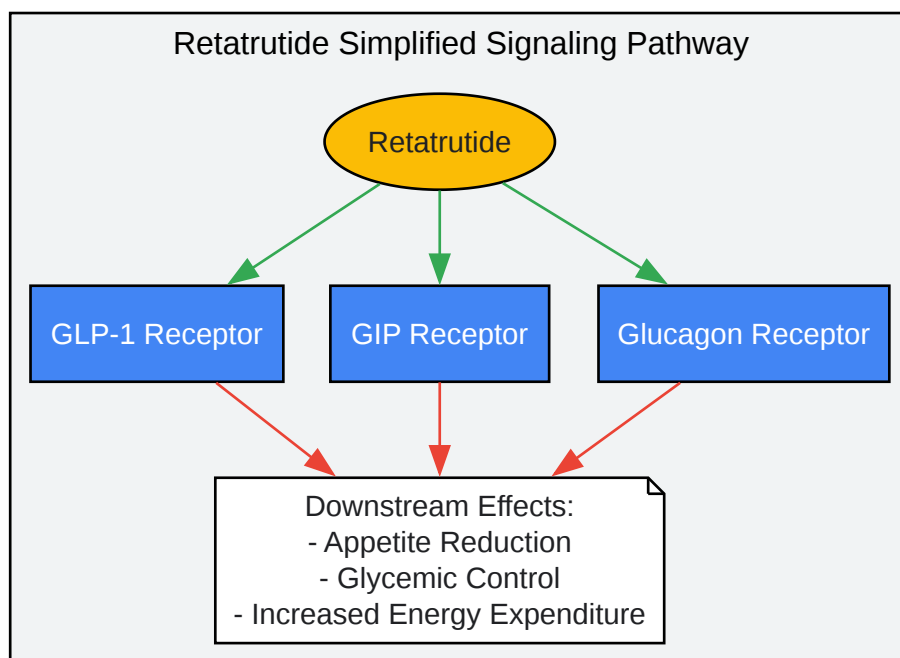 Retatrutide Simplified Signaling Pathway
Retatrutide
GLP-1 Receptor
GIP Receptor
Glucagon Receptor
Downstream Effects:
- Appetite Reduction
- Glycemic Control
- Increased Energy Expenditure